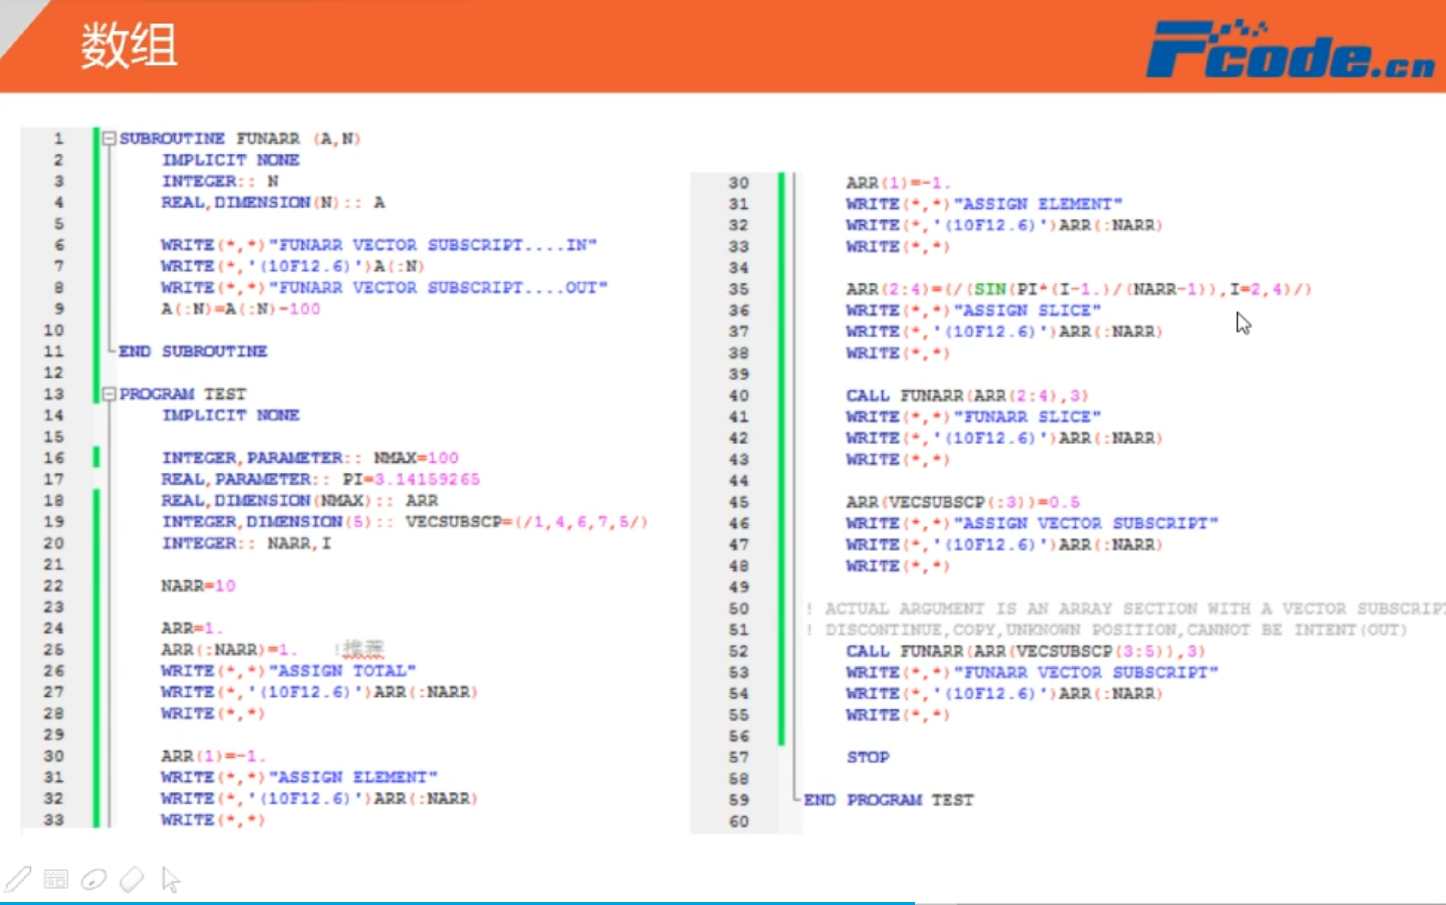 数组
Fcode.cn
1 SUBROUTINE FUNARR (A,N)
2 IMPLICIT NONE
3 INTEGER:: N
4 REAL,DIMENSION(N):: A
5
6 WRITE(*,*)"FUNARR VECTOR SUBSCRIPT....IN"
7 WRITE(*,'(10F12.6)')A(:N)
8 WRITE(*,*)"FUNARR VECTOR SUBSCRIPT....OUT"
9 A(:N)=A(:N)-100
10
11 END SUBROUTINE
12
13 PROGRAM TEST
14 IMPLICIT NONE
15
16 INTEGER,PARAMETER:: NMAX=100
17 REAL,PARAMETER:: PI=3.14159265
18 REAL,DIMENSION(NMAX):: ARR
19 INTEGER,DIMENSION(5):: VECSUBSCP=(/1,4,6,7,5/)
20 INTEGER:: NARR,I
21
22 NARR=10
23
24 ARR=1.
25 ARR(:NARR)=1. !推荐
26 WRITE(*,*)"ASSIGN TOTAL"
27 WRITE(*,'(10F12.6)')ARR(:NARR)
28 WRITE(*,*)
29
30 ARR(1)=-1.
31 WRITE(*,*)"ASSIGN ELEMENT"
32 WRITE(*,'(10F12.6)')ARR(:NARR)
33 WRITE(*,*)
30 ARR(1)=-1.
31 WRITE(*,*)"ASSIGN ELEMENT"
32 WRITE(*,'(10F12.6)')ARR(:NARR)
33 WRITE(*,*)
34
35 ARR(2:4)=(/(SIN(PI*(I-1.)/(NARR-1)),I=2,4)/)
36 WRITE(*,*)"ASSIGN SLICE"
37 WRITE(*,'(10F12.6)')ARR(:NARR)
38 WRITE(*,*)
39
40 CALL FUNARR(ARR(2:4),3)
41 WRITE(*,*)"FUNARR SLICE"
42 WRITE(*,'(10F12.6)')ARR(:NARR)
43 WRITE(*,*)
44
45 ARR(VECSUBSCP(:3))=0.5
46 WRITE(*,*)"ASSIGN VECTOR SUBSCRIPT"
47 WRITE(*,'(10F12.6)')ARR(:NARR)
48 WRITE(*,*)
49
50 ! ACTUAL ARGUMENT IS AN ARRAY SECTION WITH A VECTOR SUBSCRIPT
51 ! DISCONTINUE,COPY,UNKNOWN POSITION,CANNOT BE INTENT(OUT)
52 CALL FUNARR(ARR(VECSUBSCP(3:5)),3)
53 WRITE(*,*)"FUNARR VECTOR SUBSCRIPT"
54 WRITE(*,'(10F12.6)')ARR(:NARR)
55 WRITE(*,*)
56
57 STOP
58
59 END PROGRAM TEST
60